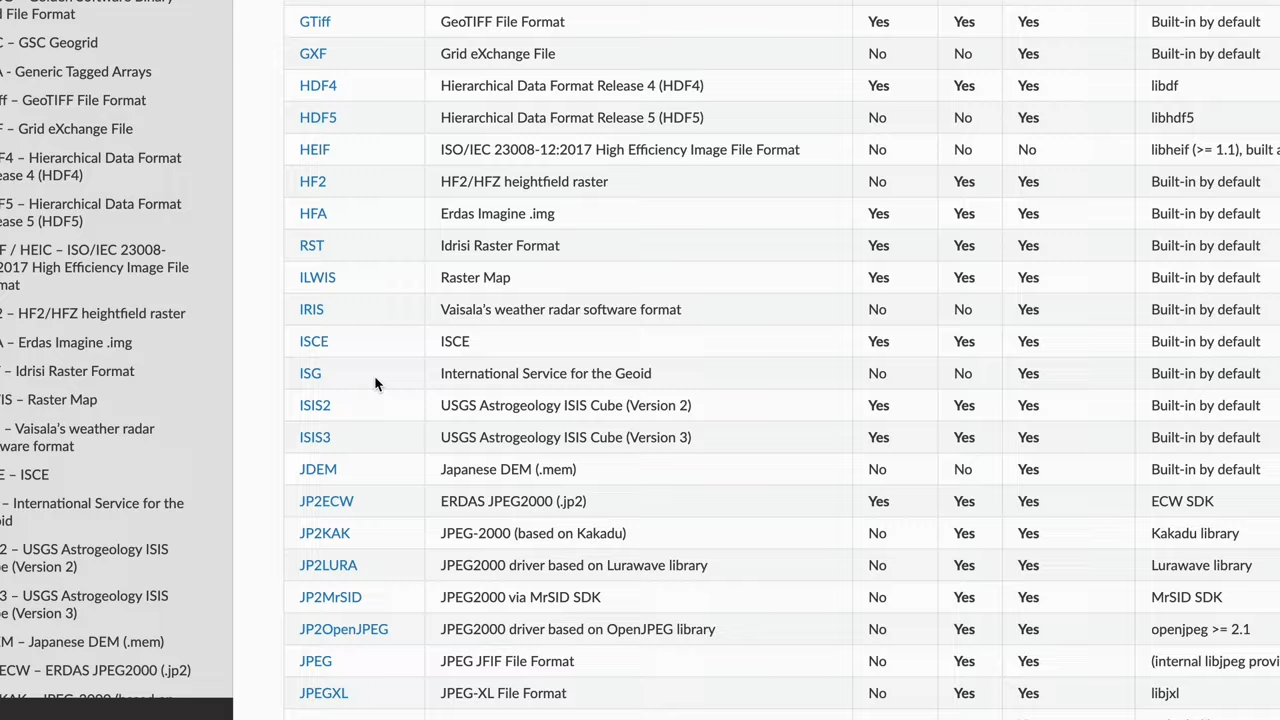 d File Format
C – GSC Geogrid
A - Generic Tagged Arrays
ff – GeoTIFF File Format
F – Grid eXchange File
F4 – Hierarchical Data Format
ease 4 (HDF4)
F5 – Hierarchical Data Format
ease 5 (HDF5)
F / HEIC – ISO/IEC 23008-
2017 High Efficiency Image File
mat
2 – HF2/HFZ heightfield raster
A – Erdas Imagine .img
– Idrisi Raster Format
IS – Raster Map
– Vaisala's weather radar
ware format
E – ISCE
– International Service for the
oid
2 – USGS Astrogeology ISIS
e (Version 2)
3 – USGS Astrogeology ISIS
e (Version 3)
M – Japanese DEM (.mem)
ECW – ERDAS JPEG2000 (.jp2)
GTiff GeoTIFF File Format Yes Yes Yes Built-in by default
GXF Grid eXchange File No No Yes Built-in by default
HDF4 Hierarchical Data Format Release 4 (HDF4) Yes Yes Yes libdf
HDF5 Hierarchical Data Format Release 5 (HDF5) No No Yes libhdf5
HEIF ISO/IEC 23008-12:2017 High Efficiency Image File Format No No No libheif (>= 1.1), built a
HF2 HF2/HFZ heightfield raster No Yes Yes Built-in by default
HFA Erdas Imagine .img Yes Yes Yes Built-in by default
RST Idrisi Raster Format Yes Yes Yes Built-in by default
ILWIS Raster Map Yes Yes Yes Built-in by default
IRIS Vaisala's weather radar software format No No Yes Built-in by default
ISCE ISCE Yes Yes Yes Built-in by default
ISG International Service for the Geoid No No Yes Built-in by default
ISIS2 USGS Astrogeology ISIS Cube (Version 2) Yes Yes Yes Built-in by default
ISIS3 USGS Astrogeology ISIS Cube (Version 3) Yes Yes Yes Built-in by default
JDEM Japanese DEM (.mem) No No Yes Built-in by default
JP2ECW ERDAS JPEG2000 (.jp2) Yes Yes Yes ECW SDK
JP2KAK JPEG-2000 (based on Kakadu) No Yes Yes Kakadu library
JP2LURA JPEG2000 driver based on Lurawave library No Yes Yes Lurawave library
JP2MrSID JPEG2000 via MrSID SDK No Yes Yes MrSID SDK
JP2OpenJPEG JPEG2000 driver based on OpenJPEG library No Yes Yes openjpeg >= 2.1
JPEG JPEG JFIF File Format No Yes Yes (internal libjpeg provi
JPEGXL JPEG-XL File Format No Yes Yes libjxl